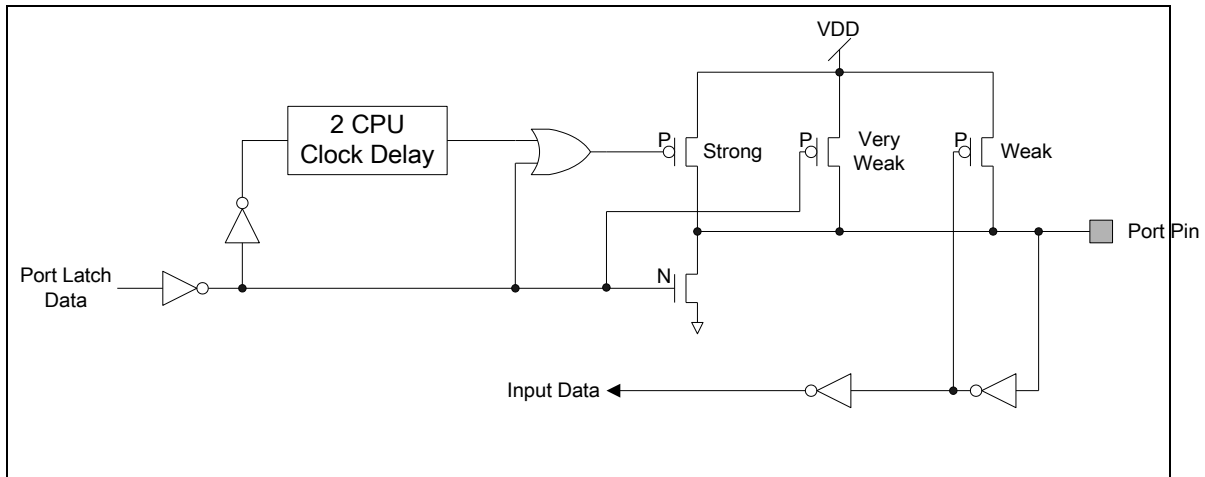 VDD
2 CPU
Clock Delay
P
Strong
P
Very
Weak
P
Weak
Port Pin
Port Latch
Data
N
Input Data